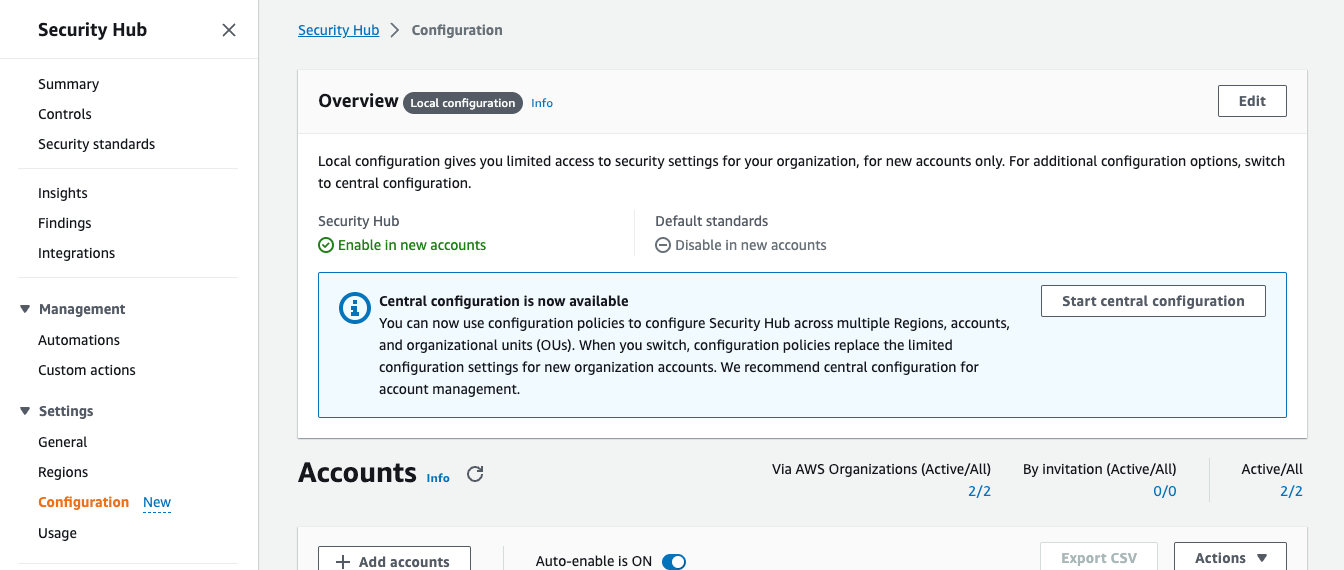 Security Hub
Summary
Controls
Security standards
Insights
Findings
Integrations
Management
Automations
Custom actions
Settings
General
Regions
Configuration New
Usage
Security Hub > Configuration
Overview Local configuration Info
Edit
Local configuration gives you limited access to security settings for your organization, for new accounts only. For additional configuration options, switch
to central configuration.
Security Hub
Enable in new accounts
Default standards
Disable in new accounts
Central configuration is now available
You can now use configuration policies to configure Security Hub across multiple Regions, accounts,
and organizational units (OUs). When you switch, configuration policies replace the limited
configuration settings for new organization accounts. We recommend central configuration for
account management.
Start central configuration
Accounts Info
Via AWS Organizations (Active/All)
2/2
By invitation (Active/All)
0/0
Active/All
2/2
Add accounts
Auto-enable is ON
Export CSV
Actions